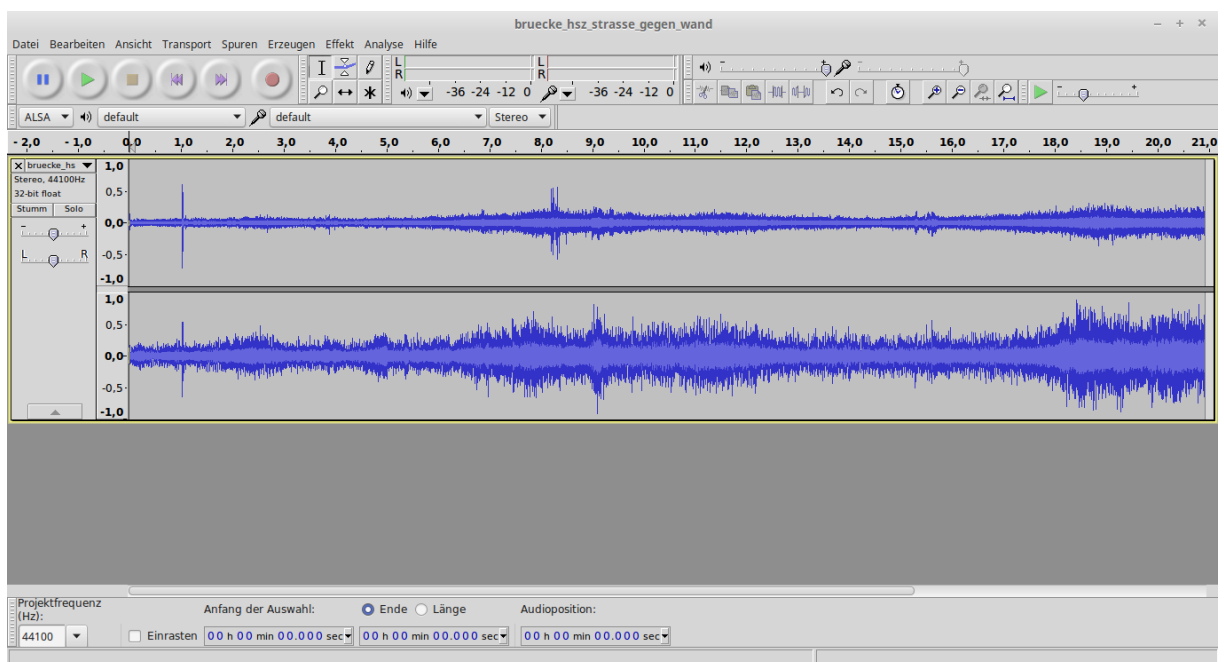 bruecke_hsz_strasse_gegen_wand
Datei Bearbeiten Ansicht Transport Spuren Erzeugen Effekt Analyse Hilfe
L L
R R
-36 -24 -12 0 -36 -24 -12 0
- +
ALSA default default Stereo
- 2,0 - 1,0 0,0 1,0 2,0 3,0 4,0 5,0 6,0 7,0 8,0 9,0 10,0 11,0 12,0 13,0 14,0 15,0 16,0 17,0 18,0 19,0 20,0 21,0
X bruecke_hs 1,0
Stereo, 44100Hz
32-bit float 0,5
Stumm Solo
- + 0,0
L R -0,5
-1,0
1,0
0,5
0,0
-0,5
-1,0
Projektfrequenz
(Hz): Anfang der Auswahl: Ende Länge Audioposition:
44100 Einrasten 00 h 00 min 00.000 sec 00 h 00 min 00.000 sec 00 h 00 min 00.000 sec